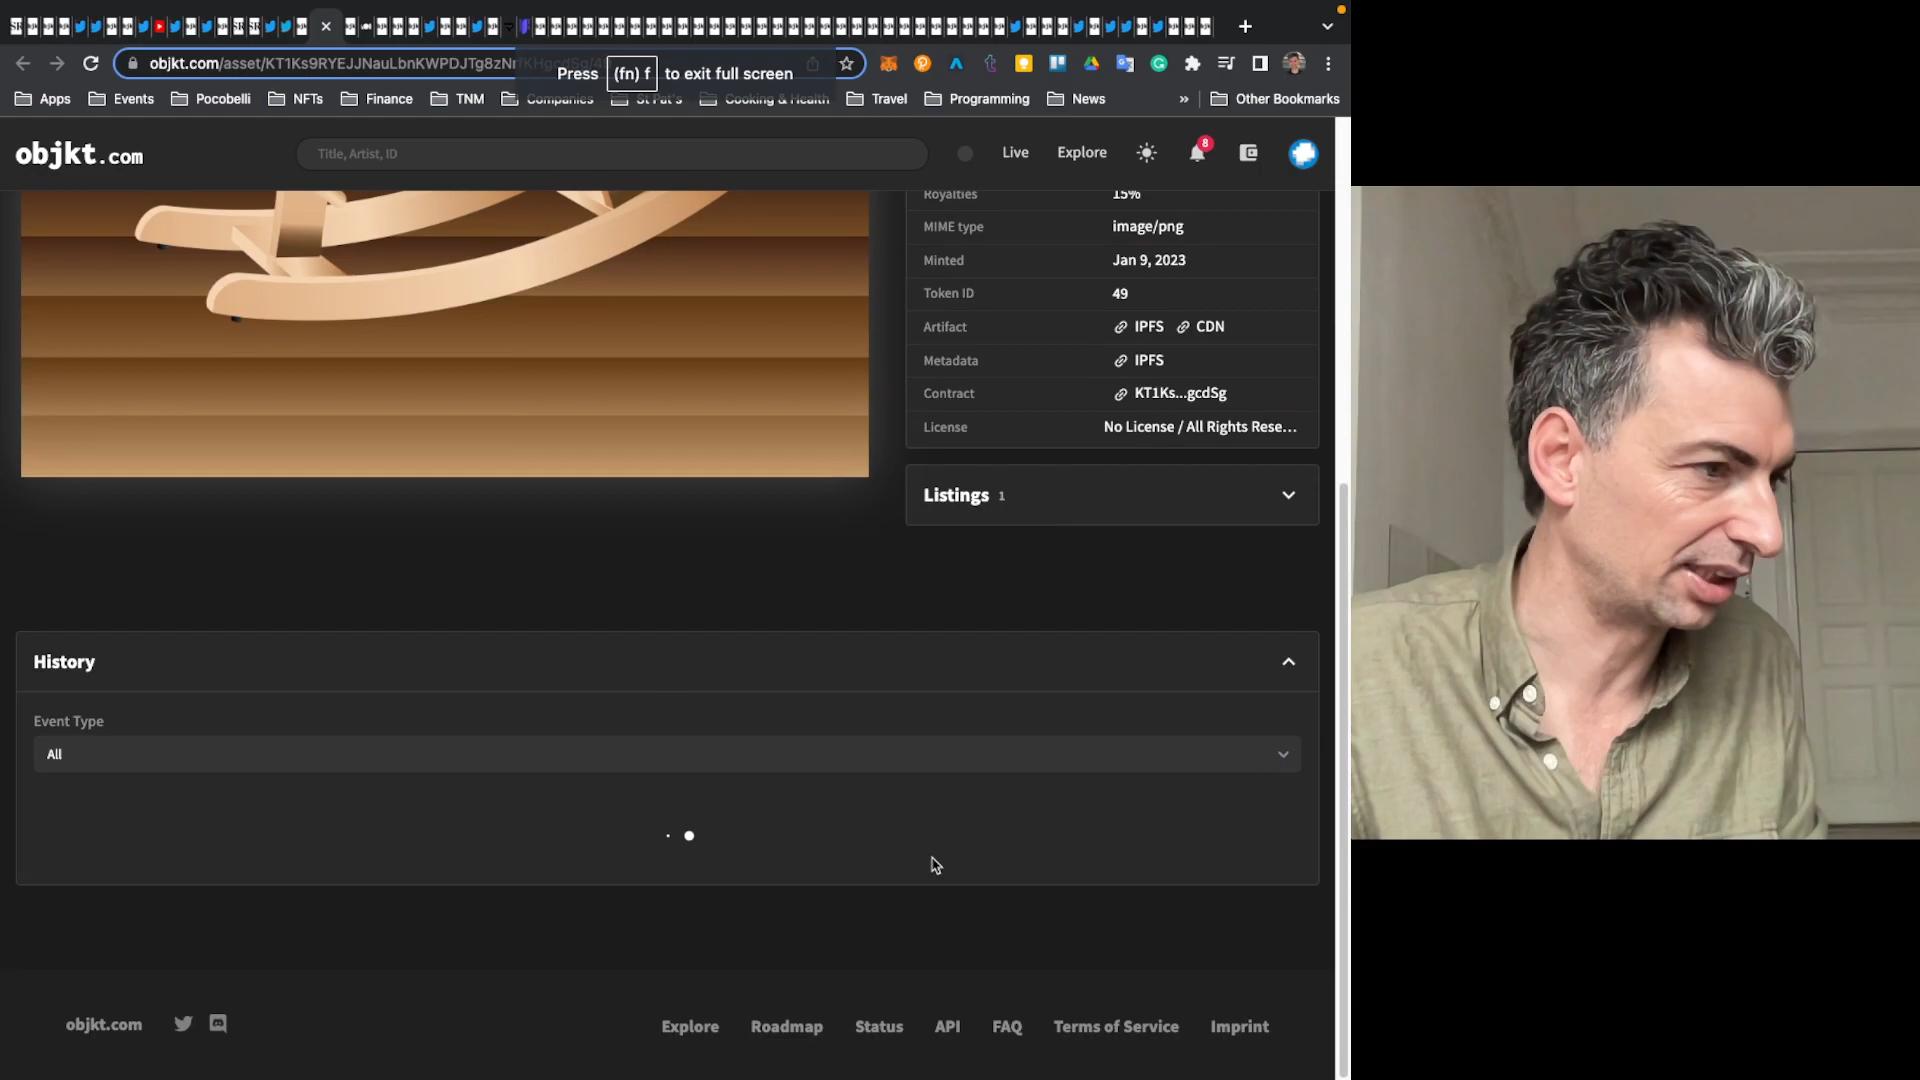 objkt.com/asset/KT1Ks9RYEJJNauLbnKWPDJTg8zNr
Press (fn) f to exit full screen
Apps Events Pocobelli NFTs Finance TNM Companies St Pat's Cooking & Health Travel Programming News » Other Bookmarks
objkt.com Title, Artist, ID Live Explore 8
Royalties 15%
MIME type image/png
Minted Jan 9, 2023
Token ID 49
Artifact IPFS CDN
Metadata IPFS
Contract KT1Ks...gcdSg
License No License / All Rights Rese...
Listings 1
History
Event Type
All
objkt.com Explore Roadmap Status API FAQ Terms of Service Imprint